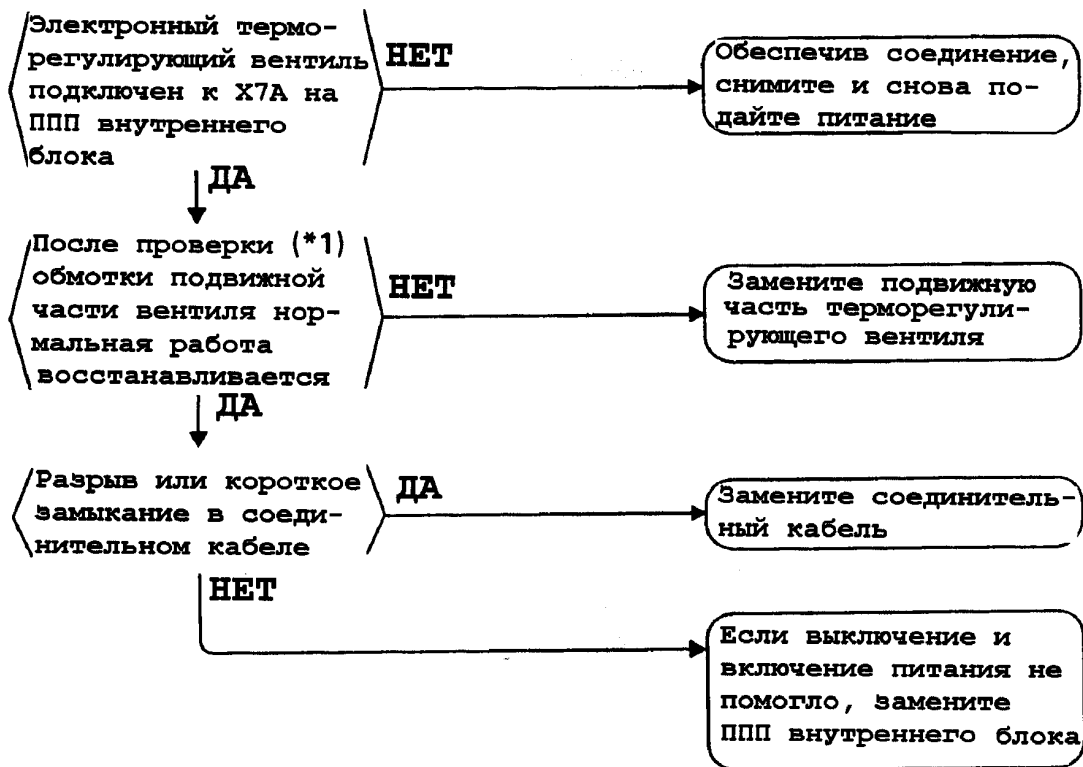 Электронный термо-
регулирующий вентиль
подключен к X7A на
ППП внутреннего
блока
НЕТ
Обеспечив соединение,
снимите и снова по-
дайте питание
ДА
После проверки (*1)
обмотки подвижной
части вентиля нор-
мальная работа
восстанавливается
НЕТ
Замените подвижную
часть терморегули-
рующего вентиля
ДА
Разрыв или короткое
замыкание в соеди-
нительном кабеле
ДА
Замените соединитель-
ный кабель
НЕТ
Если выключение и
включение питания не
помогло, замените
ППП внутреннего блока